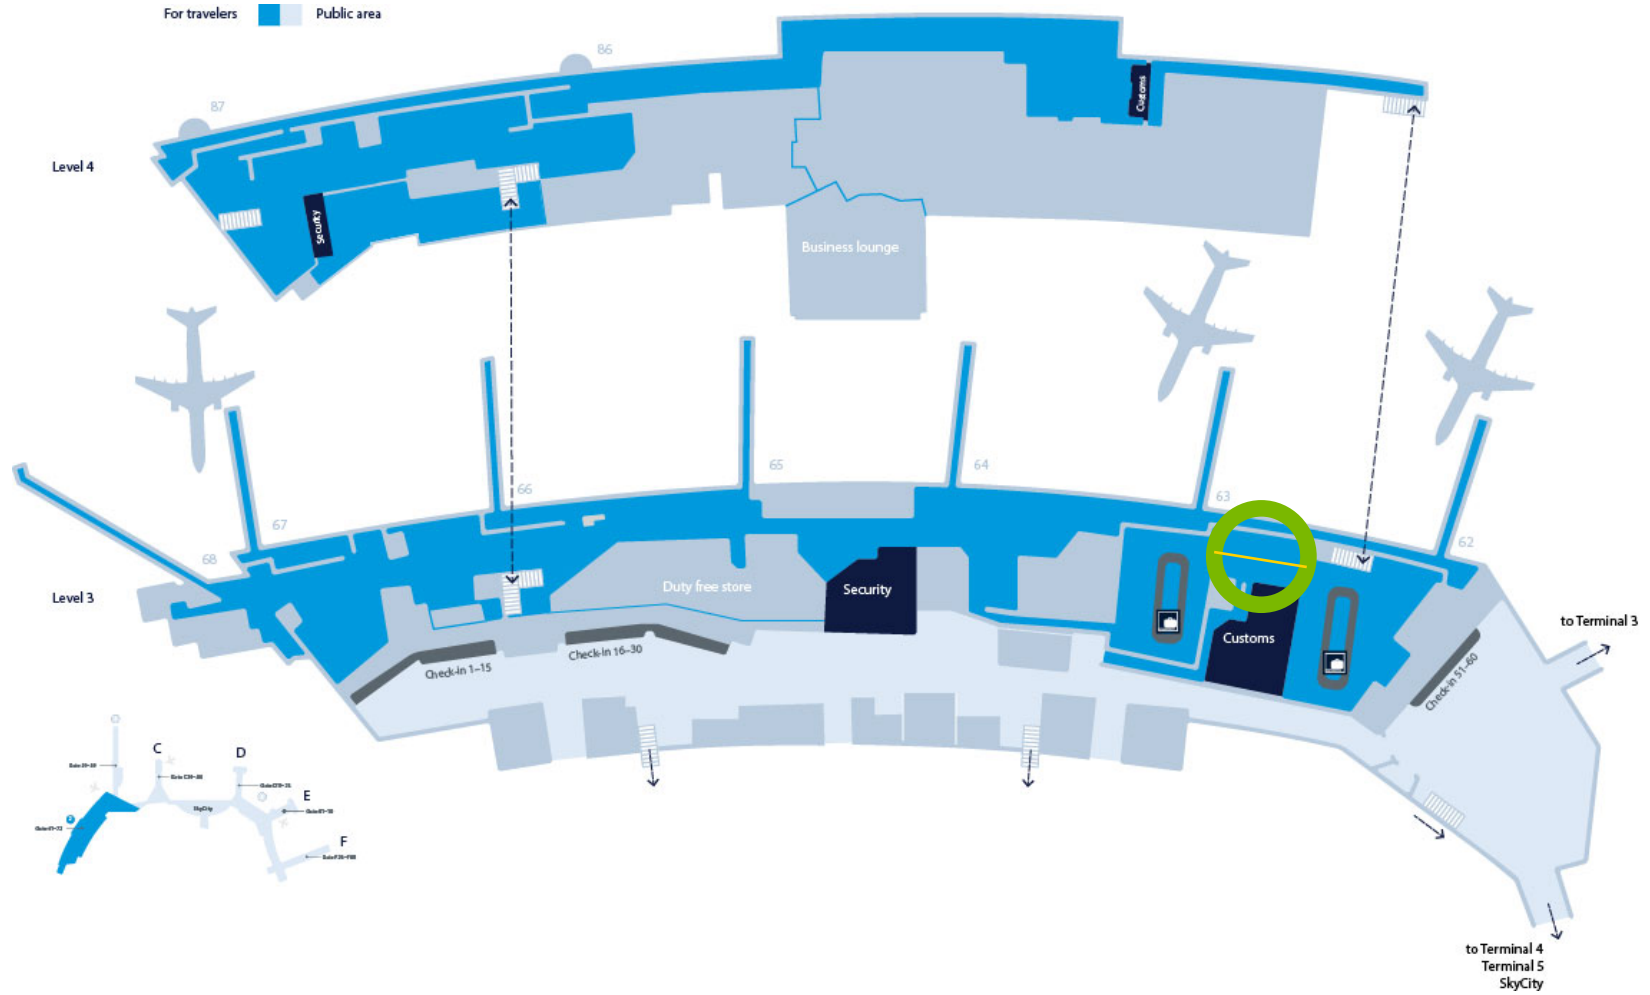 For travelers
Public area
86
87
Customs
Level 4
Security
Business lounge
65
64
66
63
67
62
68
Duty free store
Security
Level 3
Customs
to Terminal 3
Check-in 16–30
Check-in 1–15
Check-in 51–60
C
D
E
F
SkyCity
2
to Terminal 4
Terminal 5
SkyCity